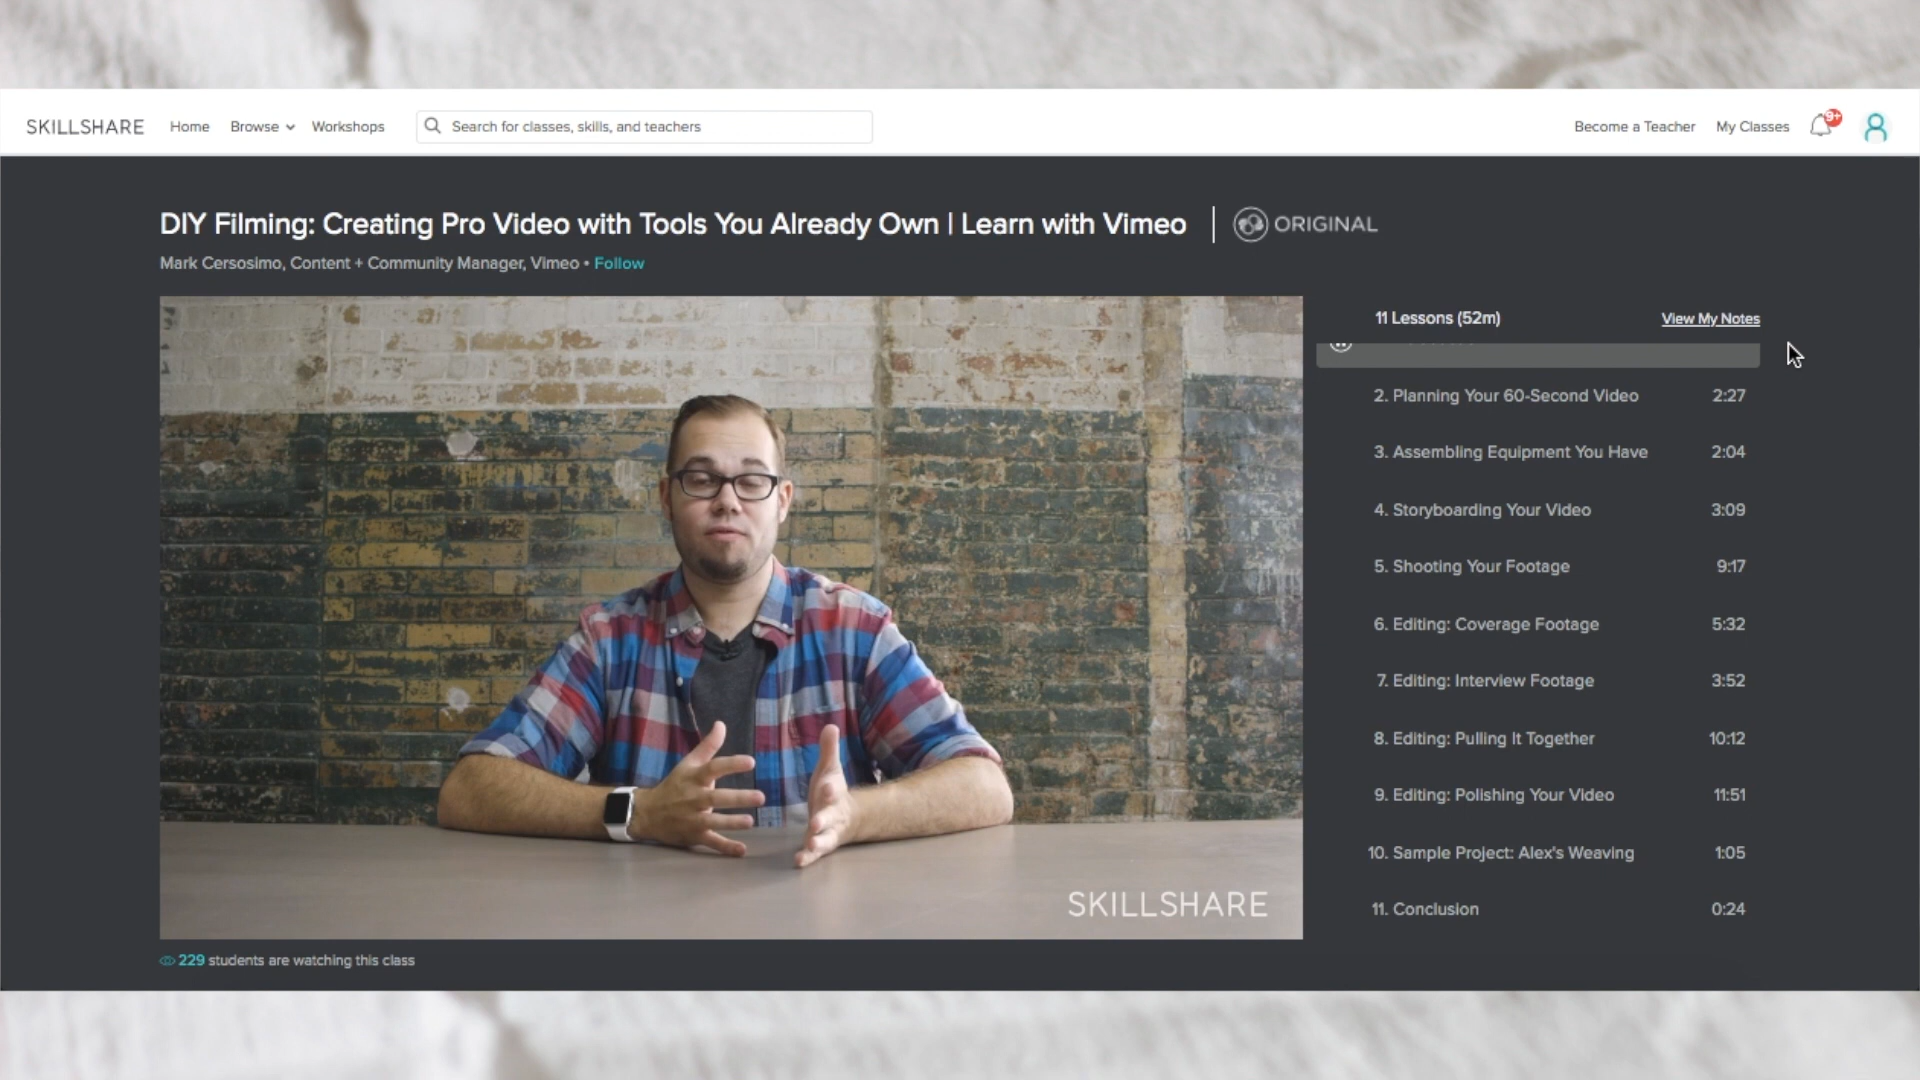 SKILLSHARE Home Browse Workshops Search for classes, skills, and teachers Become a Teacher My Classes 9+
DIY Filming: Creating Pro Video with Tools You Already Own | Learn with Vimeo ORIGINAL
Mark Cersosimo, Content + Community Manager, Vimeo • Follow
11 Lessons (52m) View My Notes
2. Planning Your 60-Second Video 2:27
3. Assembling Equipment You Have 2:04
4. Storyboarding Your Video 3:09
5. Shooting Your Footage 9:17
6. Editing: Coverage Footage 5:32
7. Editing: Interview Footage 3:52
8. Editing: Pulling It Together 10:12
9. Editing: Polishing Your Video 11:51
10. Sample Project: Alex's Weaving 1:05
11. Conclusion 0:24
SKILLSHARE
229 students are watching this class